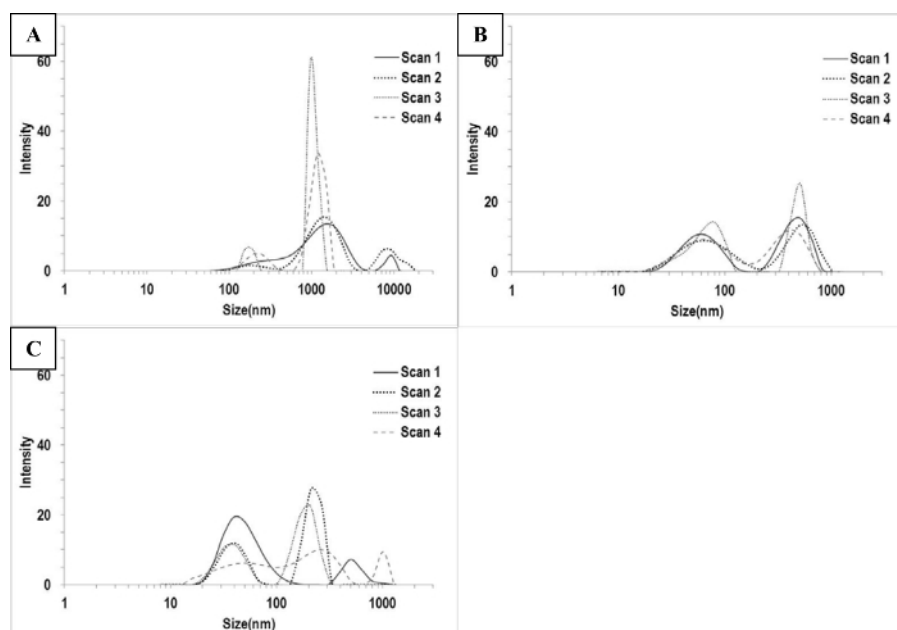 A
60
40
20
0
Intensity
Scan 1
Scan 2
Scan 3
Scan 4
1 10 100 1000 10000
Size(nm)
B
60
40
20
0
Intensity
Scan 1
Scan 2
Scan 3
Scan 4
1 10 100 1000
Size(nm)
C
60
40
20
0
Intensity
Scan 1
Scan 2
Scan 3
Scan 4
1 10 100 1000
Size(nm)